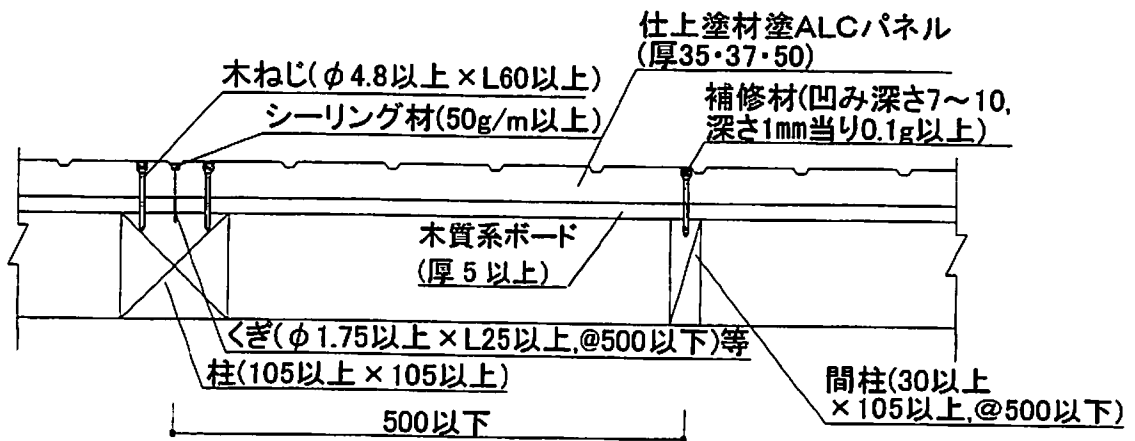 仕上塗材塗ALCパネル
(厚35・37・50)
木ねじ(φ4.8以上×L60以上)
シーリング材(50g/m以上)
補修材(凹み深さ7～10,
深さ1mm当り0.1g以上)
木質系ボード
(厚5以上)
くぎ(φ1.75以上×L25以上,@500以下)等
柱(105以上×105以上)
間柱(30以上
×105以上,@500以下)
500以下